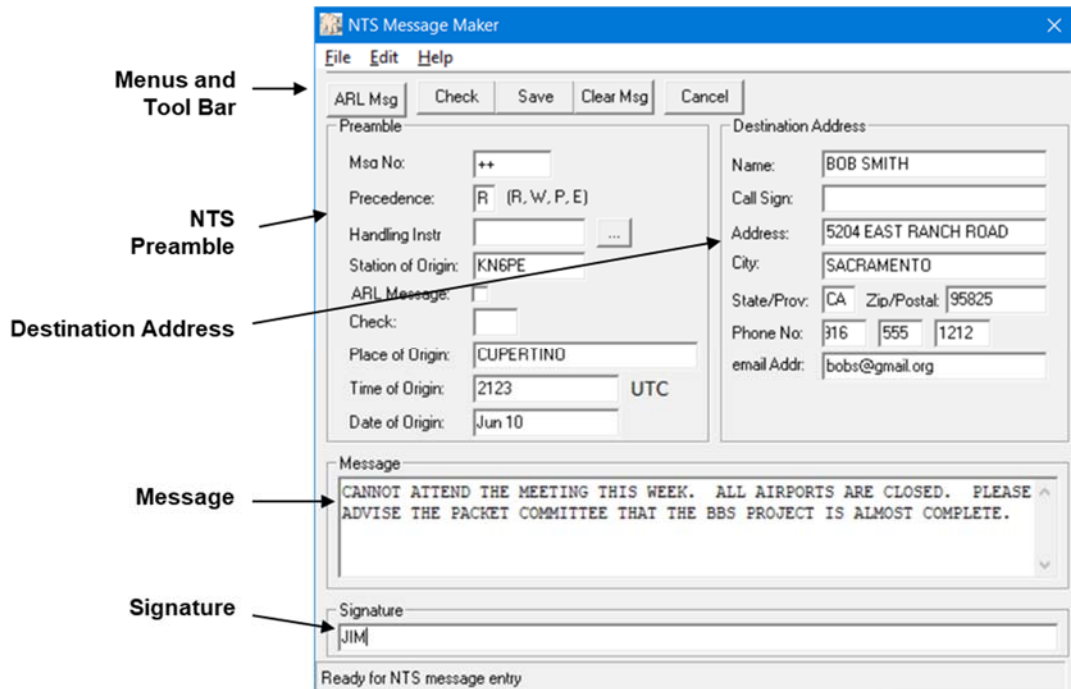 NTS Message Maker
File Edit Help
Menus and
Tool Bar
ARL Msg Check Save Clear Msg Cancel
Preamble
Msg No: ++
Precedence: R (R, W, P, E)
NTS
Preamble
Handling Instr ...
Station of Origin: KN6PE
ARL Message:
Check:
Place of Origin: CUPERTINO
Time of Origin: 2123 UTC
Date of Origin: Jun 10
Destination Address
Destination Address
Name: BOB SMITH
Call Sign:
Address: 5204 EAST RANCH ROAD
City: SACRAMENTO
State/Prov: CA Zip/Postal: 95825
Phone No: 916 555 1212
email Addr: bobs@gmail.org
Message
Message
CANNOT ATTEND THE MEETING THIS WEEK. ALL AIRPORTS ARE CLOSED. PLEASE
ADVISE THE PACKET COMMITTEE THAT THE BBS PROJECT IS ALMOST COMPLETE.
Signature
Signature
JIM
Ready for NTS message entry